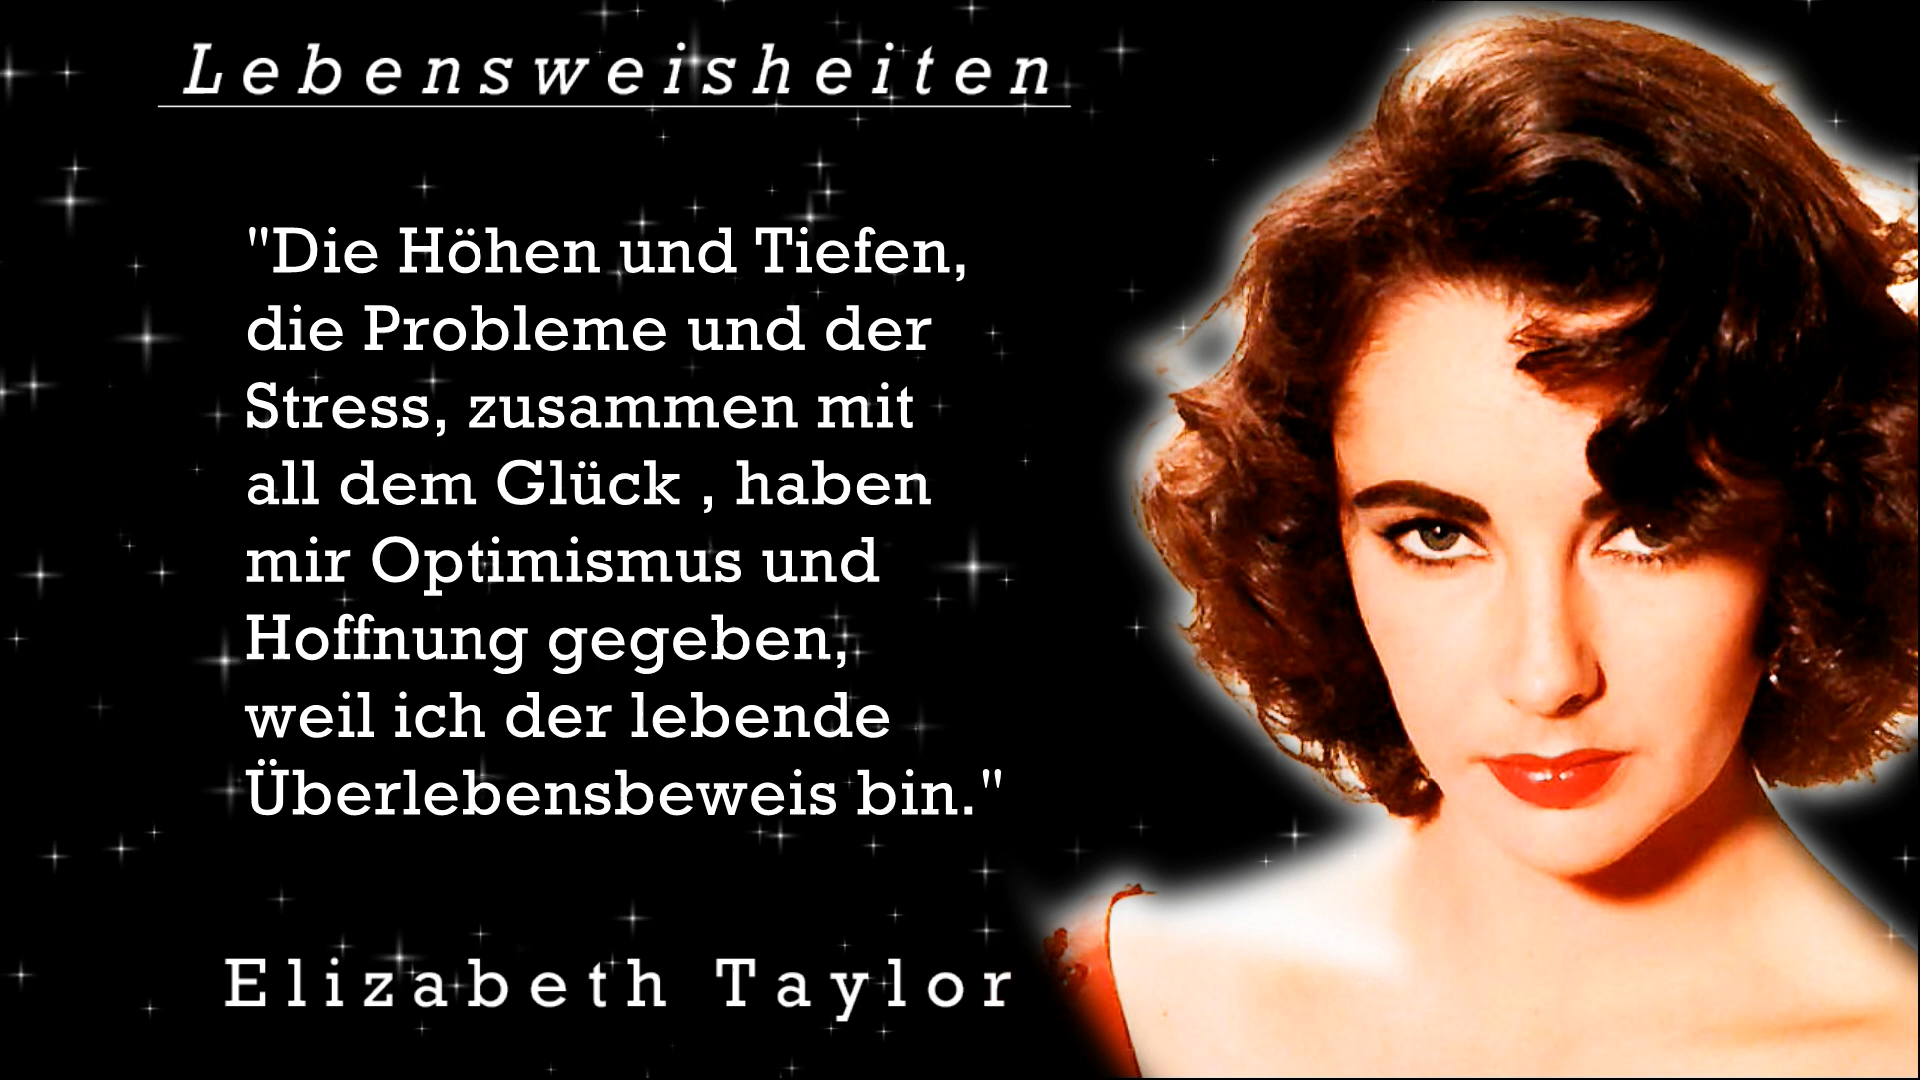 Lebensweisheiten
"Die Höhen und Tiefen,
die Probleme und der
Stress, zusammen mit
all dem Glück , haben
mir Optimismus und
Hoffnung gegeben,
weil ich der lebende
Überlebensbeweis bin."
Elizabeth Taylor